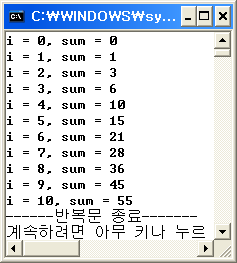 C:₩WINDOWS₩sy...
i = 0, sum = 0
i = 1, sum = 1
i = 2, sum = 3
i = 3, sum = 6
i = 4, sum = 10
i = 5, sum = 15
i = 6, sum = 21
i = 7, sum = 28
i = 8, sum = 36
i = 9, sum = 45
i = 10, sum = 55
------반복문 종료-------
계속하려면 아무 키나 누르